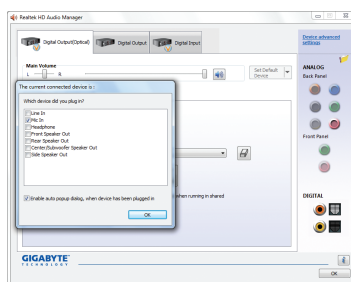 Realtek HD Audio Manager
Digital Output(Optical)
Digital Output
Digital Input
Device advanced
settings
Main Volume
L
R
Set Default
Device
ANALOG
Back Panel
The current connected device is :
Which device did you plug in?
Line In
Mic In
Headphone
Front Speaker Out
Rear Speaker Out
Center/Subwoofer Speaker Out
Side Speaker Out
Front Panel
Enable auto popup dialog, when device has been plugged in
when running in shared
OK
DIGITAL
GIGABYTE
TECHNOLOGY
OK